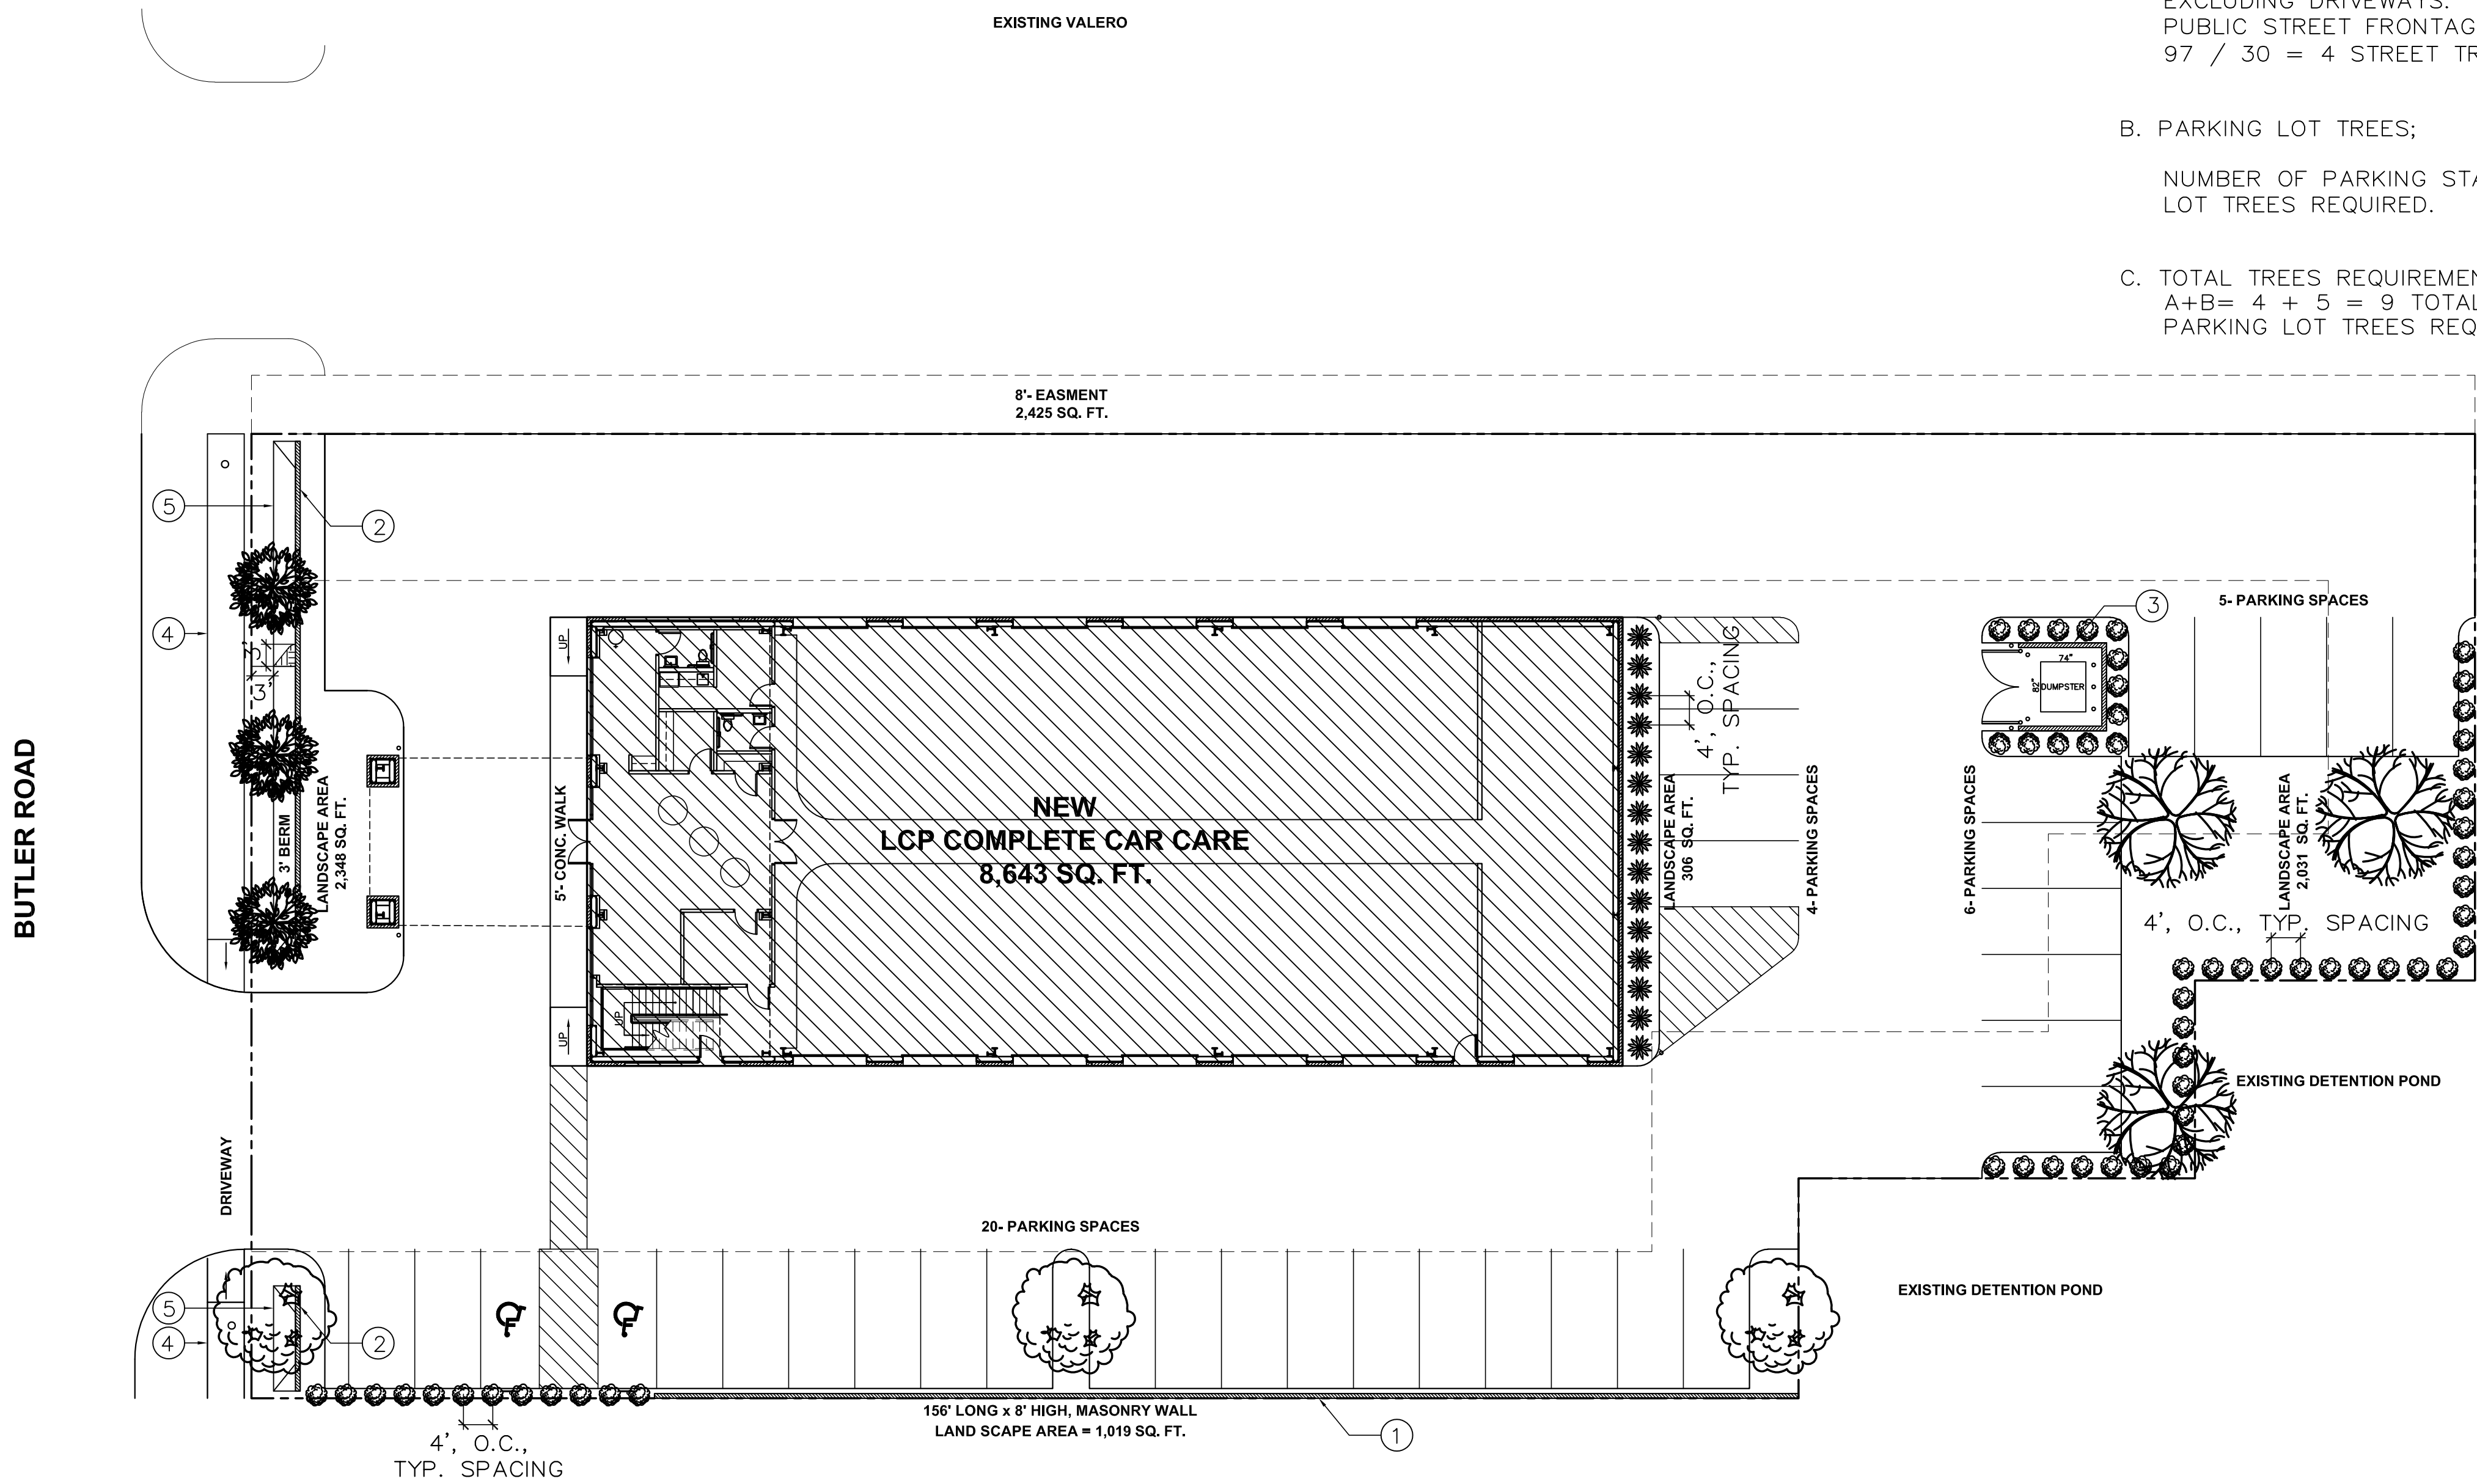 EXISTING VALERO
EXCLUDING DRIVEWAYS.
PUBLIC STREET FRONTAG
97 / 30 = 4 STREET TR
B. PARKING LOT TREES;
NUMBER OF PARKING STA
LOT TREES REQUIRED.
C. TOTAL TREES REQUIREMEN
A+B= 4 + 5 = 9 TOTAL
PARKING LOT TREES REQ
8'- EASMENT
2,425 SQ. FT.
BUTLER ROAD
5
2
4
3'
3'
3' BERM
LANDSCAPE AREA
2,348 SQ. FT.
5'- CONC. WALK
UP
UP
UP
NEW
LCP COMPLETE CAR CARE
8,643 SQ. FT.
4', O.C.,
TYP. SPACING
LANDSCAPE AREA
306 SQ. FT.
4- PARKING SPACES
6- PARKING SPACES
3
5- PARKING SPACES
74"
82"
DUMPSTER
LANDSCAPE AREA
2,031 SQ. FT.
4', O.C., TYP. SPACING
EXISTING DETENTION POND
DRIVEWAY
20- PARKING SPACES
EXISTING DETENTION POND
5
4
2
156' LONG x 8' HIGH, MASONRY WALL
LAND SCAPE AREA = 1,019 SQ. FT.
1
4', O.C.,
TYP. SPACING